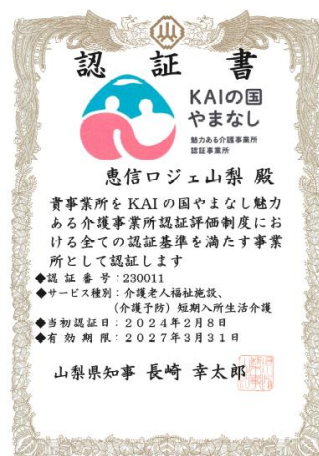 認証書
KAIの国
やまなし
魅力ある介護事業所
認証事業所
恵信ロジェ山梨 殿
貴事業所をKAIの国やまなし魅力
ある介護事業所認証評価制度にお
ける全ての認証基準を満たす事業
所として認証します
◆認証番号:230011
◆サービス種別:介護老人福祉施設、
(介護予防)短期入所生活介護
◆当初認証日:2024年2月8日
◆有効期限:2027年3月31日
山梨県知事 長崎 幸太郎